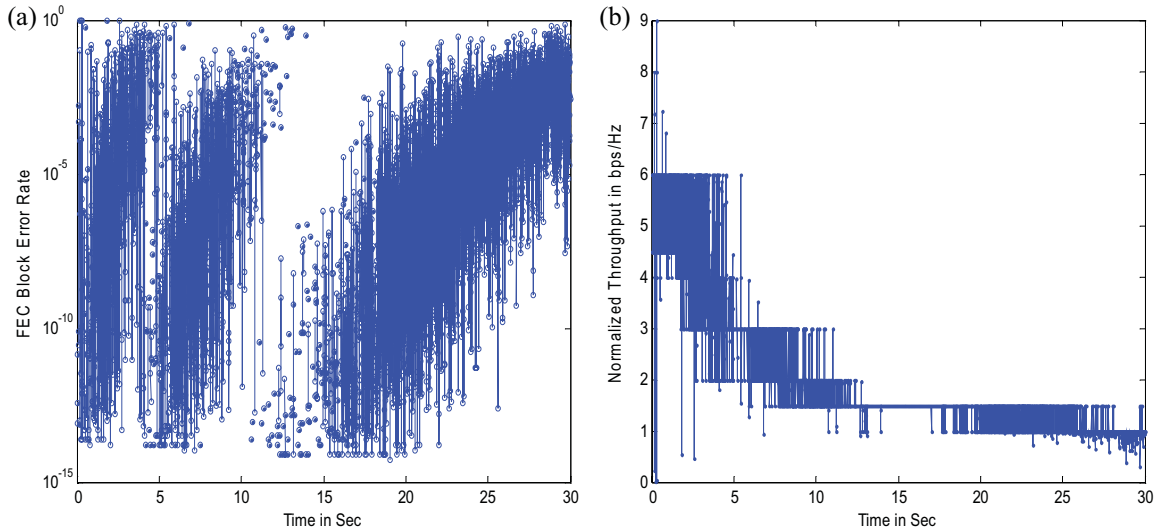 (a)
10^0
10^-5
10^-10
10^-15
FEC Block Error Rate
0 5 10 15 20 25 30
Time in Sec
(b)
9
8
7
6
5
4
3
2
1
0
Normalized Throughput in bps/Hz
0 5 10 15 20 25 30
Time in Sec